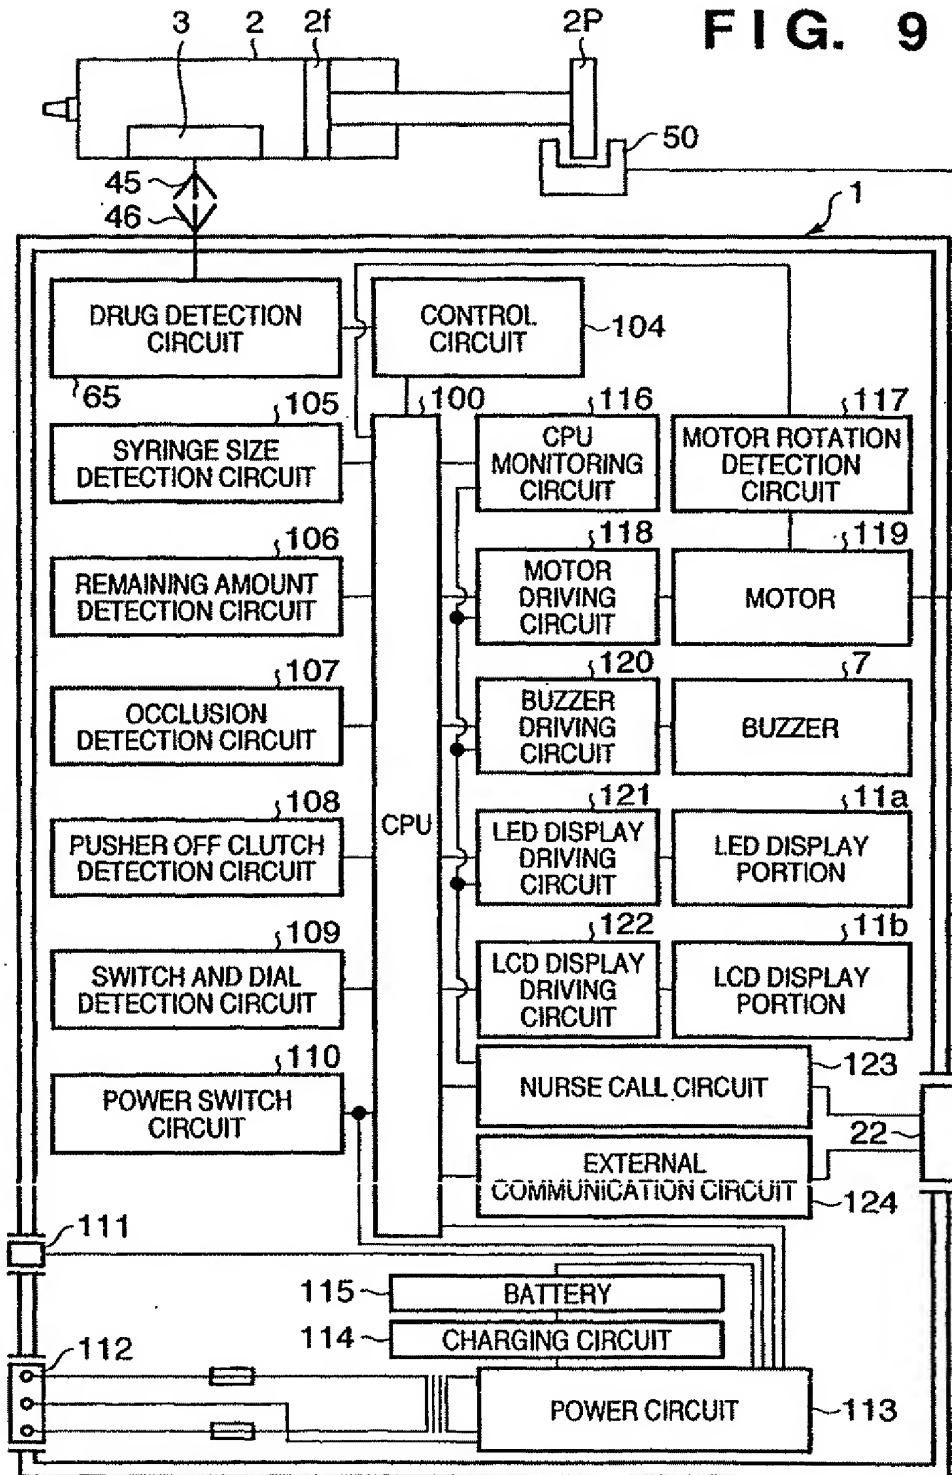 FIG. 9
3
2
2f
2P
50
45
46
1
DRUG DETECTION
CIRCUIT
65
CONTROL
CIRCUIT
104
105
SYRINGE SIZE
DETECTION CIRCUIT
100
CPU
116
CPU
MONITORING
CIRCUIT
117
MOTOR ROTATION
DETECTION
CIRCUIT
106
REMAINING AMOUNT
DETECTION CIRCUIT
118
MOTOR
DRIVING
CIRCUIT
119
MOTOR
107
OCCLUSION
DETECTION CIRCUIT
120
BUZZER
DRIVING
CIRCUIT
7
BUZZER
108
PUSHER OFF CLUTCH
DETECTION CIRCUIT
121
LED DISPLAY
DRIVING
CIRCUIT
11a
LED DISPLAY
PORTION
109
SWITCH AND DIAL
DETECTION CIRCUIT
122
LCD DISPLAY
DRIVING
CIRCUIT
11b
LCD DISPLAY
PORTION
110
POWER SWITCH
CIRCUIT
NURSE CALL CIRCUIT
123
22
EXTERNAL
COMMUNICATION CIRCUIT
124
111
115
BATTERY
114
CHARGING CIRCUIT
112
POWER CIRCUIT
113